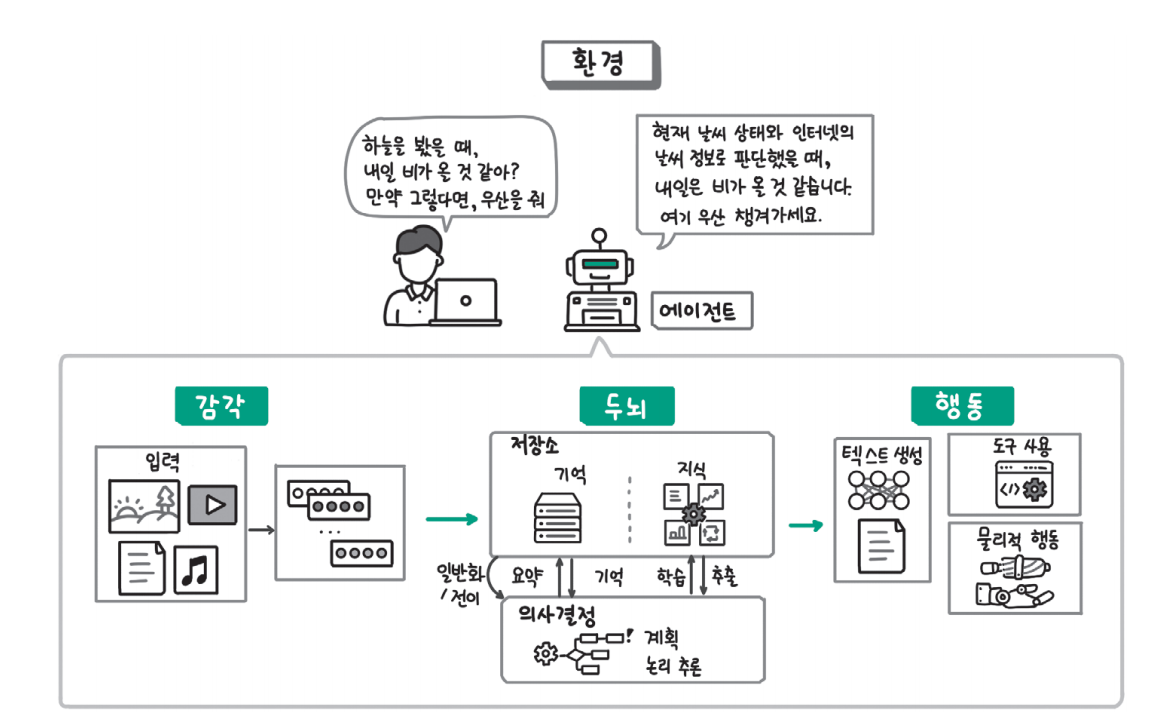 환경
하늘을 봤을 때,
내일 비가 올 것 같아?
만약 그렇다면, 우산을 줘
현재 날씨 상태와 인터넷의
날씨 정보로 판단했을 때,
내일은 비가 올 것 같습니다.
여기 우산 챙겨가세요.
에이전트
감각
두뇌
행동
입력
...
저장소
기억
지식
일반화
/전이
요약
기억
학습
추출
의사결정
계획
논리 추론
텍스트 생성
도구 사용
</>
물리적 행동